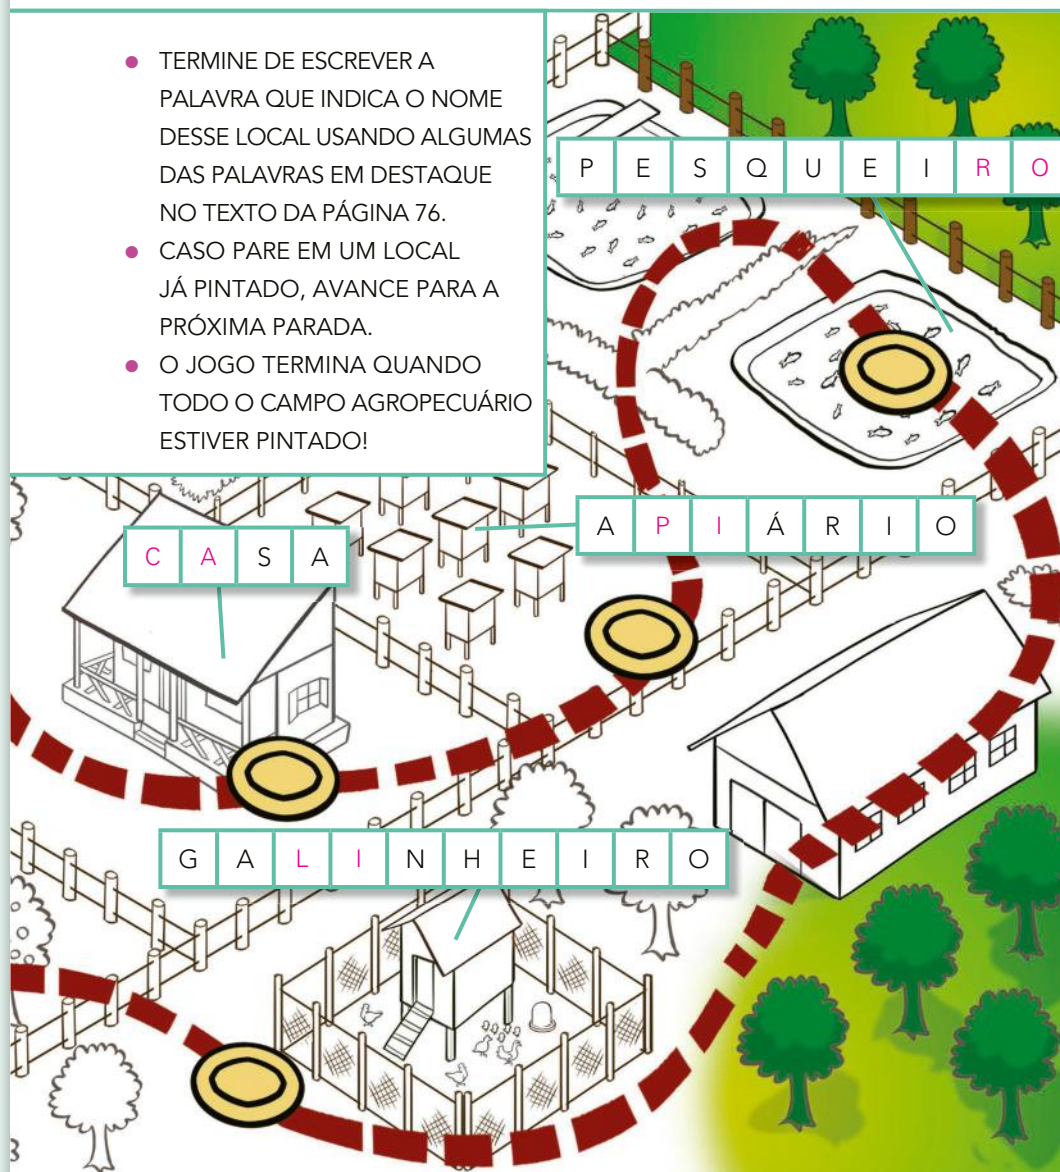 ● TERMINE DE ESCREVER A
PALAVRA QUE INDICA O NOME
DESSE LOCAL USANDO ALGUMAS
DAS PALAVRAS EM DESTAQUE
NO TEXTO DA PÁGINA 76.
● CASO PARE EM UM LOCAL
JÁ PINTADO, AVANCE PARA A
PRÓXIMA PARADA.
● O JOGO TERMINA QUANDO
TODO O CAMPO AGROPECUÁRIO
ESTIVER PINTADO!
P E S Q U E I R O
A P I Á R I O
C A S A
G A L I N H E I R O